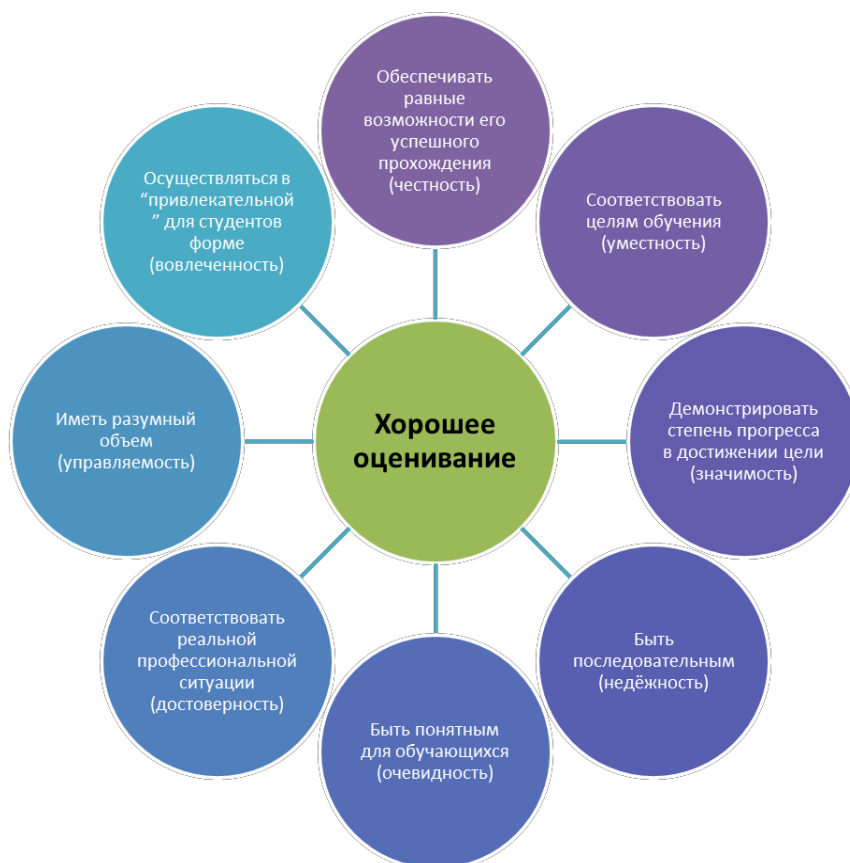 Обеспечивать
равные
возможности его
успешного
прохождения
(честность)
Соответствовать
целям обучения
(уместность)
Демонстрировать
степень прогресса
в достижении цели
(значимость)
Быть
последовательным
(недёжность)
Быть понятным
для обучающихся
(очевидность)
Соответствовать
реальной
профессиональной
ситуации
(достоверность)
Иметь разумный
объем
(управляемость)
Осуществляться в
“привлекательной
” для студентов
форме
(вовлеченность)
Хорошее
оценивание